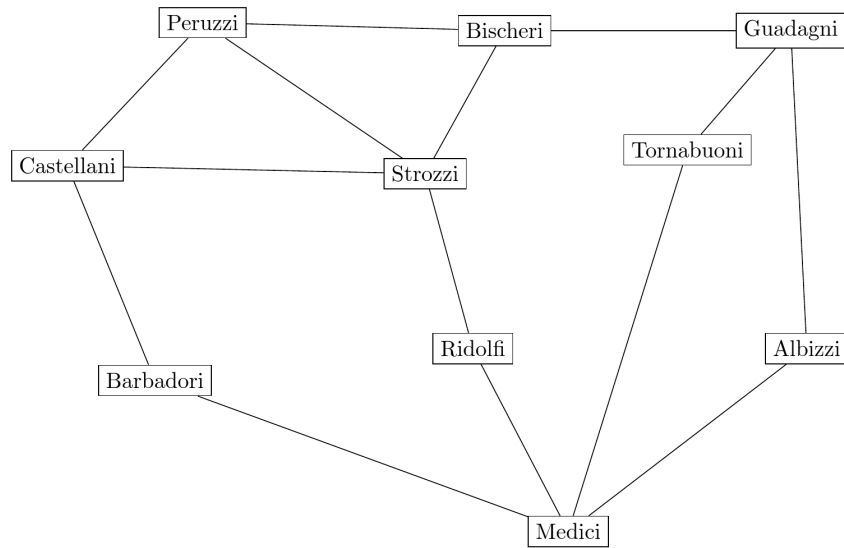 Peruzzi
Bischeri
Guadagni
Castellani
Strozzi
Tornabuoni
Barbadori
Ridolfi
Albizzi
Medici